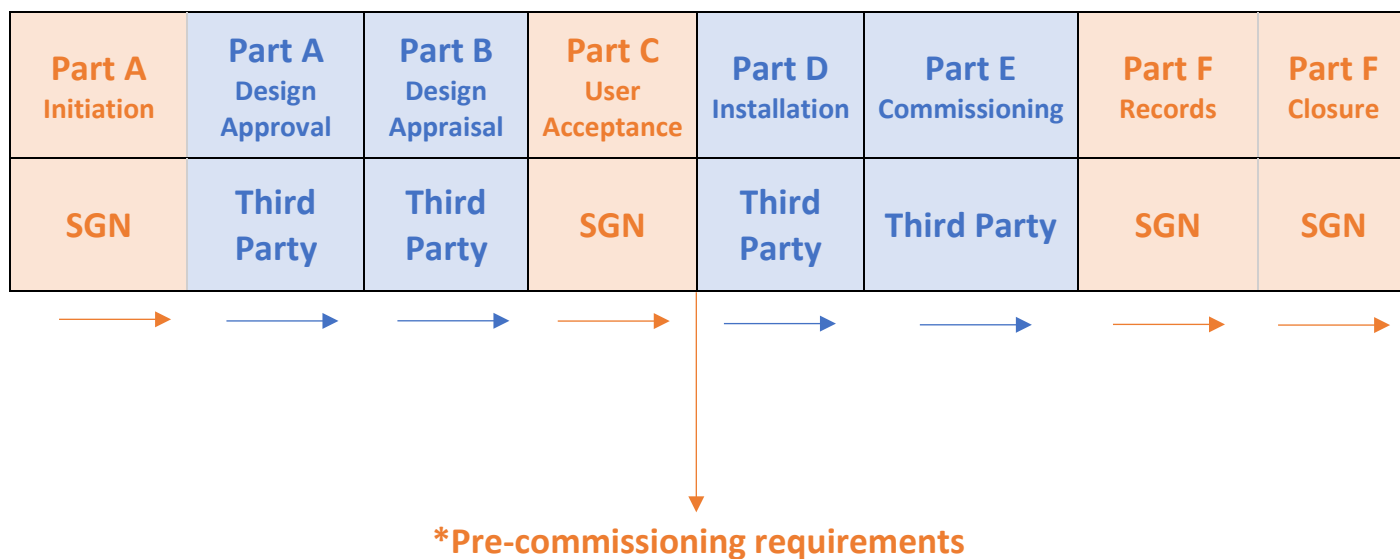 Part A
Initiation
Part A
Design
Approval
Part B
Design
Appraisal
Part C
User
Acceptance
Part D
Installation
Part E
Commissioning
Part F
Records
Part F
Closure
SGN
Third
Party
Third
Party
SGN
Third
Party
Third Party
SGN
SGN
*Pre-commissioning requirements